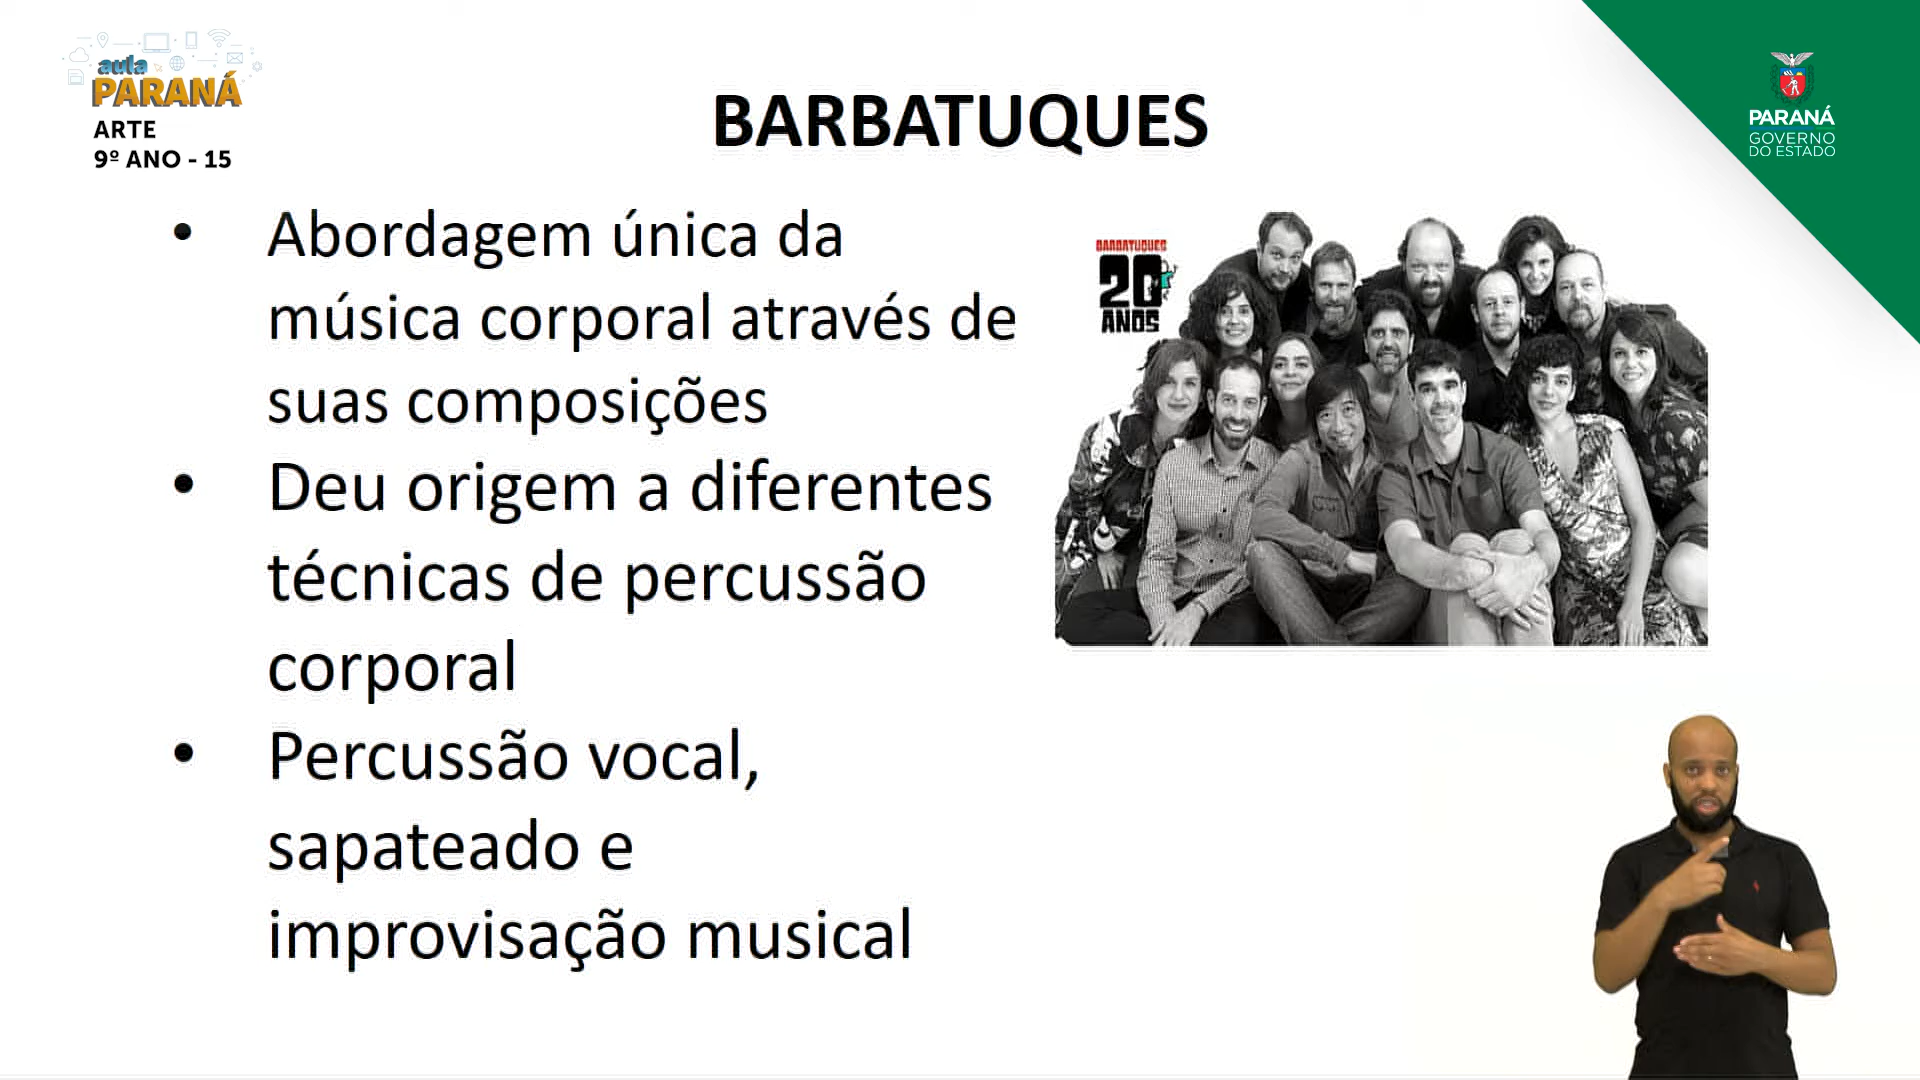 aula
PARANÁ
ARTE
9º ANO - 15
BARBATUQUES
PARANÁ
GOVERNO
DO ESTADO
• Abordagem única da
música corporal através de
suas composições
• Deu origem a diferentes
técnicas de percussão
corporal
• Percussão vocal,
sapateado e
improvisação musical
BARBATUQUES
20
ANOS